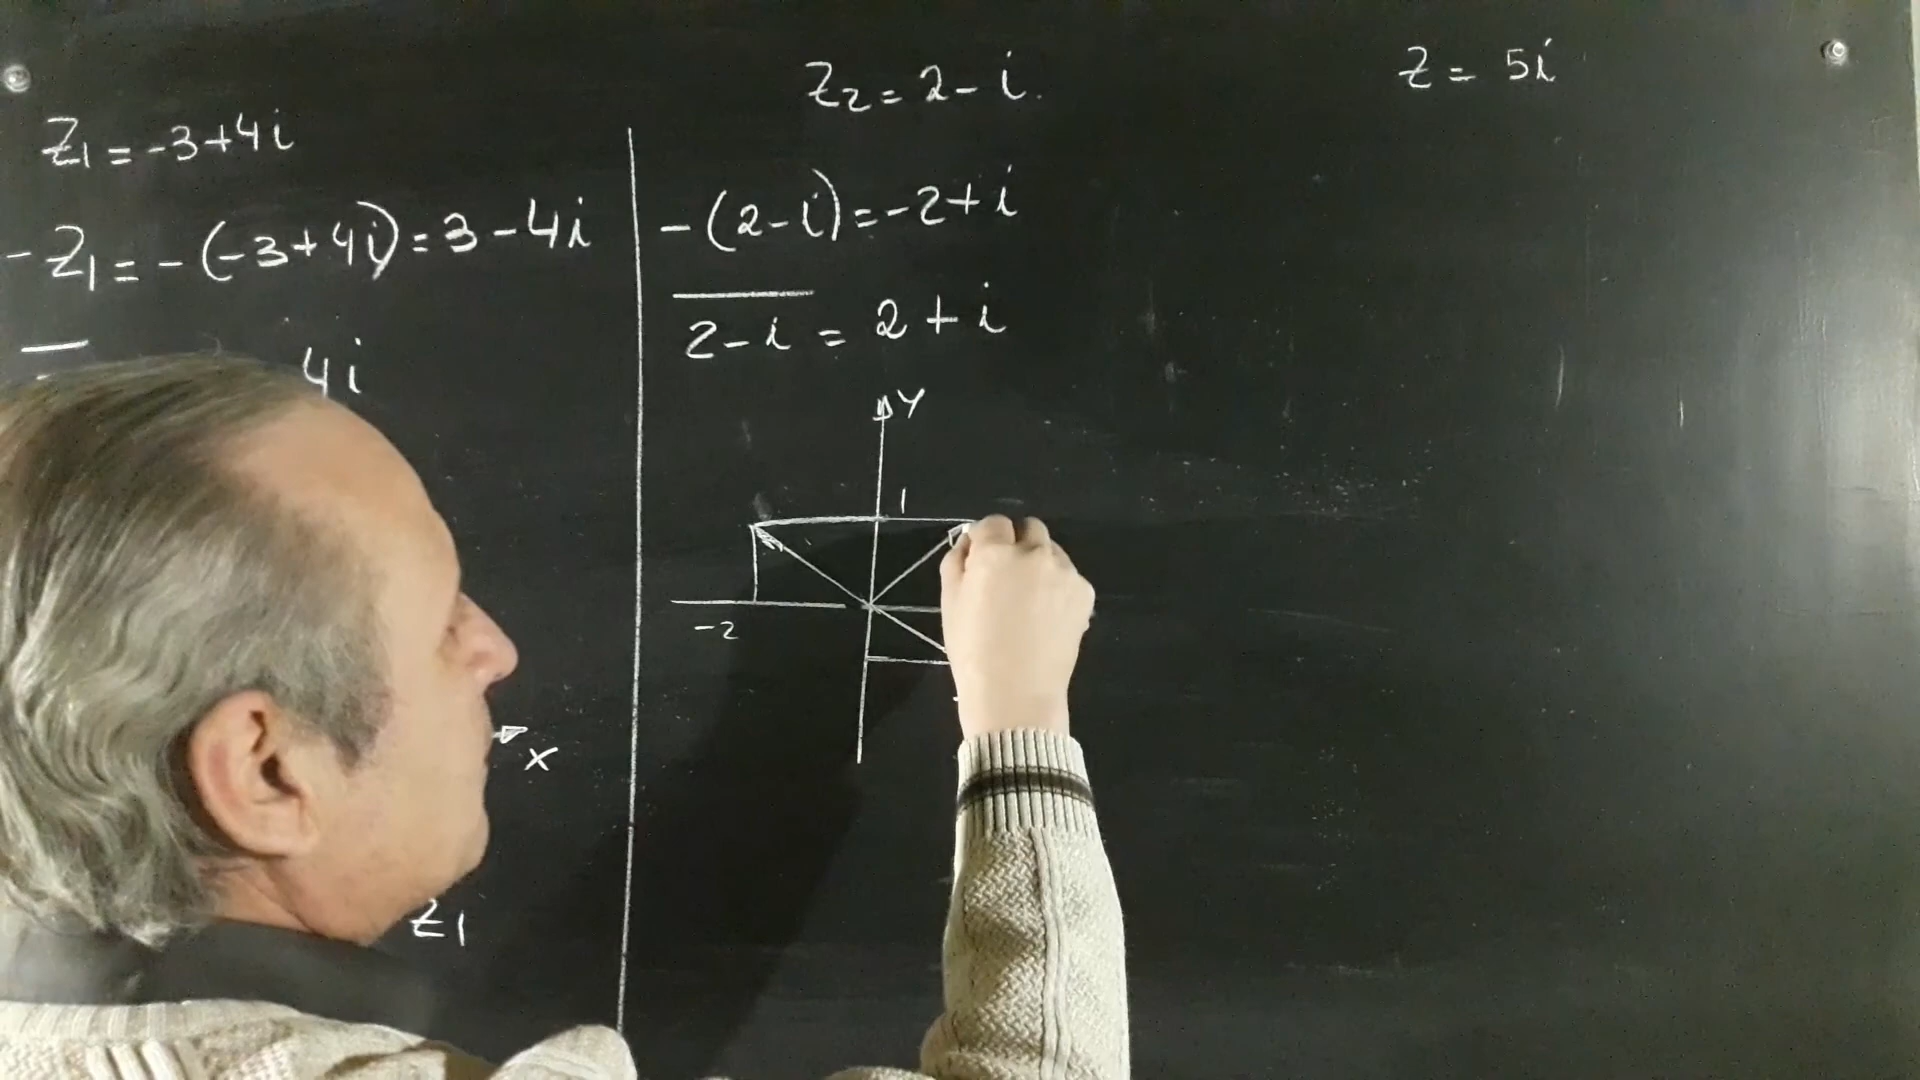 Z₁ = -3+4i
-Z₁ = -(-3+4i) = 3-4i
4i
x
Z₁
Z₂ = 2-i.
-(2-i) = -2+i
\overline{2-i} = 2+i
Y
1
-2
Z = 5i